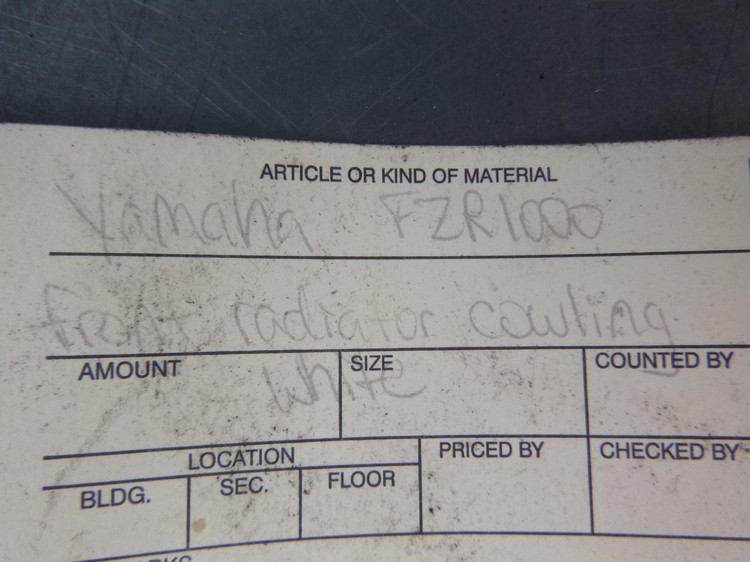 ARTICLE OR KIND OF MATERIAL
Yamaha FZR1000
front radiator cowling
AMOUNT SIZE COUNTED BY
white
LOCATION PRICED BY CHECKED BY
BLDG. SEC. FLOOR